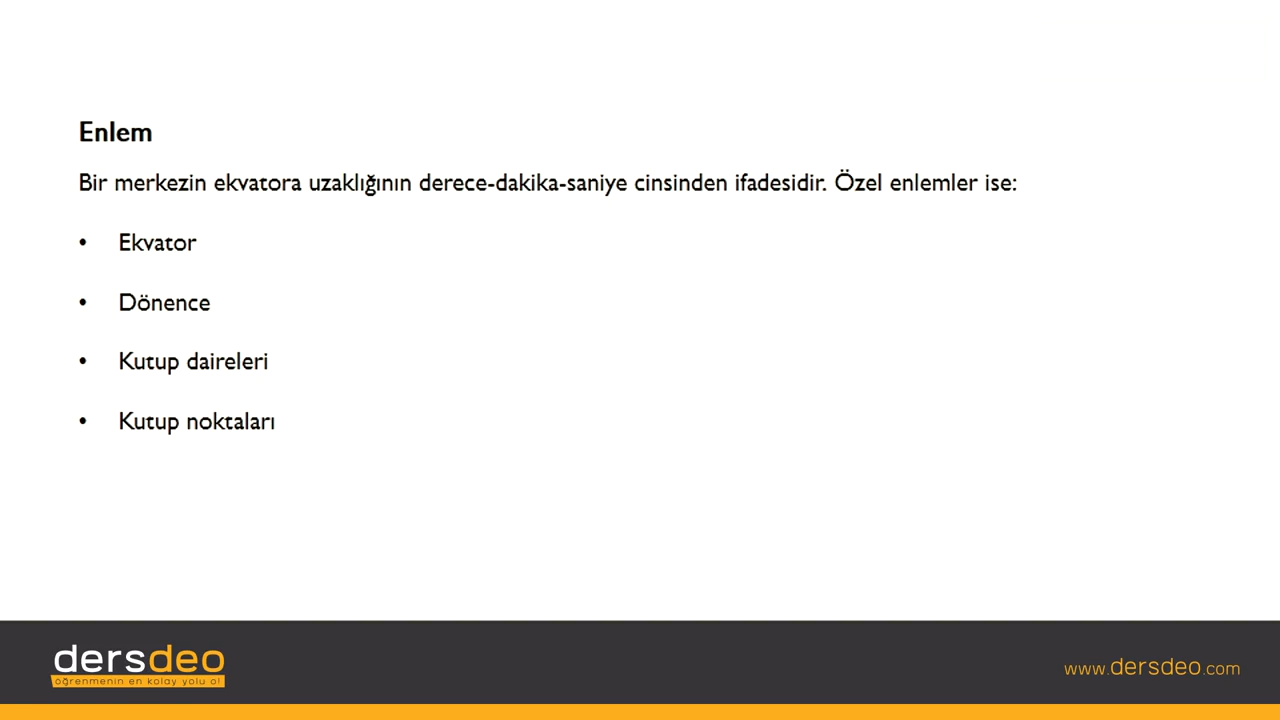 Enlem
Bir merkezin ekvatora uzaklığının derece-dakika-saniye cinsinden ifadesidir. Özel enlemler ise:
• Ekvator
• Dönence
• Kutup daireleri
• Kutup noktaları
dersdeo
öğrenmenin en kolay yolu o!
www.dersdeo.com